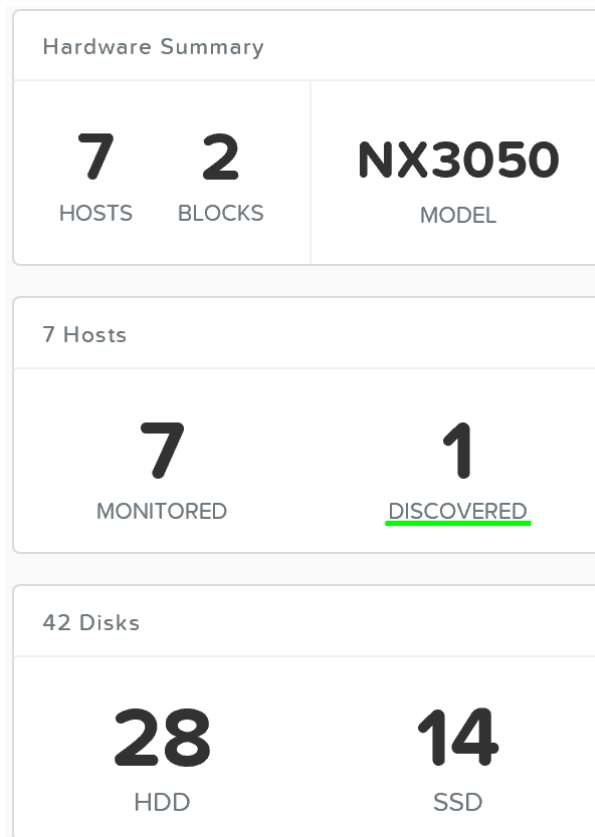 Hardware Summary
7 2 NX3050
HOSTS BLOCKS MODEL
7 Hosts
7 1
MONITORED DISCOVERED
42 Disks
28 14
HDD SSD